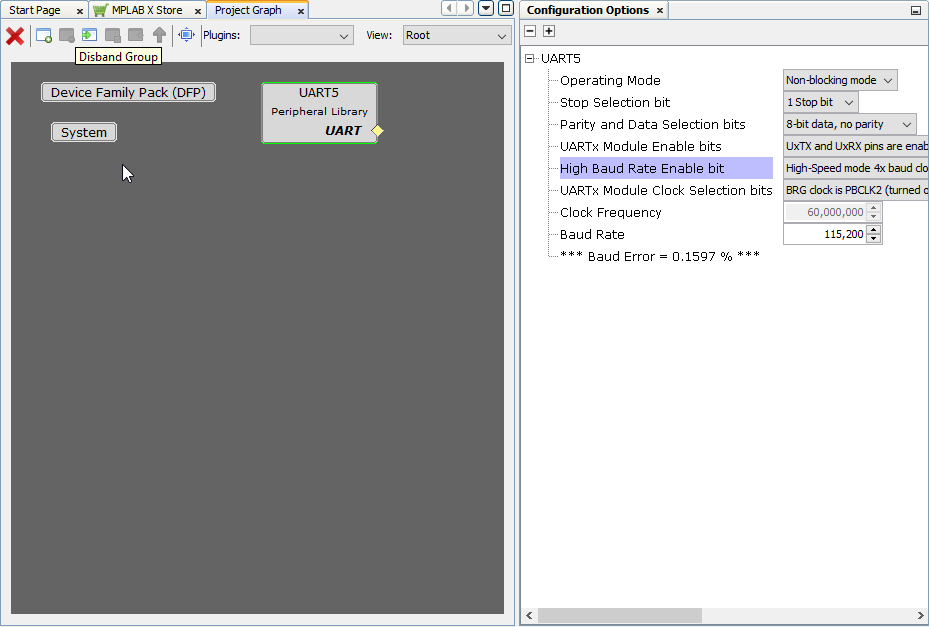 Start Page
MPLAB X Store
Project Graph
Plugins:
View:
Root
Disband Group
Device Family Pack (DFP)
System
UART5
Peripheral Library
UART
Configuration Options
UART5
Operating Mode
Non-blocking mode
Stop Selection bit
1 Stop bit
Parity and Data Selection bits
8-bit data, no parity
UARTx Module Enable bits
UxTX and UxRX pins are enab
High Baud Rate Enable bit
High-Speed mode 4x baud clo
UARTx Module Clock Selection bits
BRG clock is PBCLK2 (turned o
Clock Frequency
60,000,000
Baud Rate
115,200
*** Baud Error = 0.1597 % ***